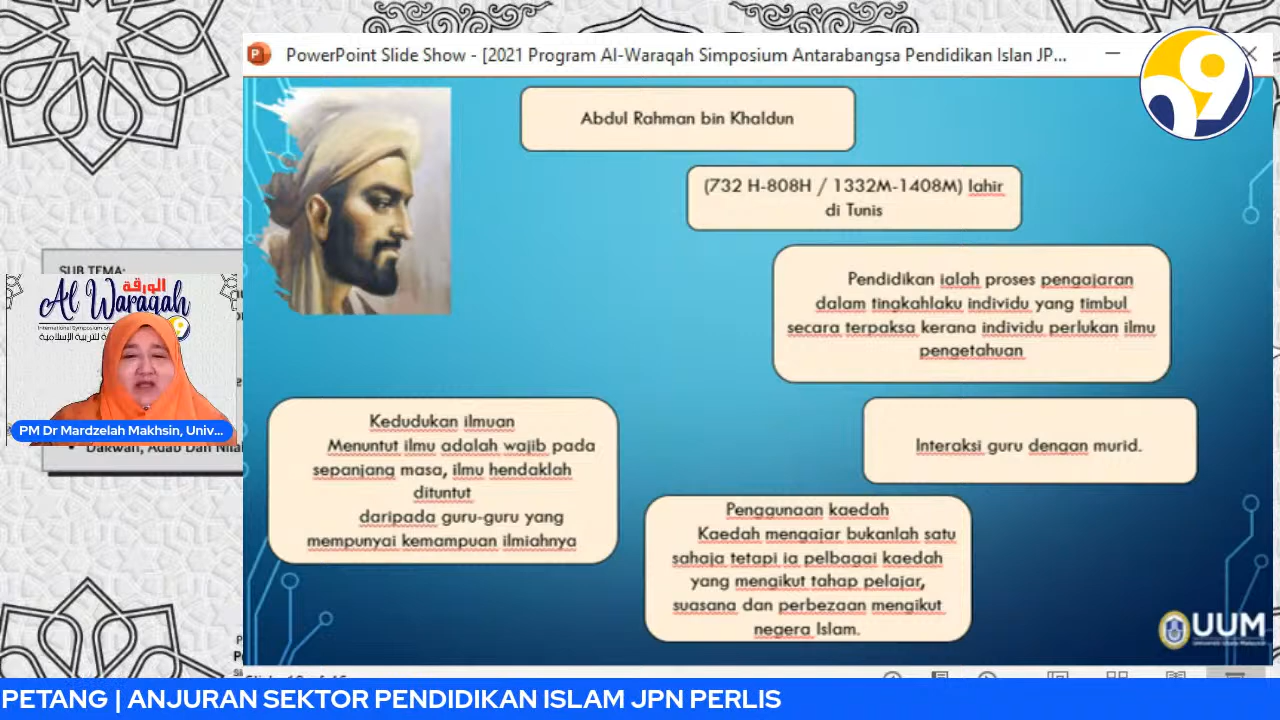 PowerPoint Slide Show - [2021 Program Al-Waraqah Simposium Antarabangsa Pendidikan Islan JP...
9
Abdul Rahman bin Khaldun
(732 H-808H / 1332M-1408M) lahir
di Tunis
Pendidikan ialah proses pengajaran
dalam tingkahlaku individu yang timbul
secara terpaksa kerana individu perlukan ilmu
pengetahuan
Interaksi guru dengan murid.
Kedudukan ilmuan
Menuntut ilmu adalah wajib pada
sepanjang masa, ilmu hendaklah
dituntut
daripada guru-guru yang
mempunyai kemampuan ilmiahnya
Penggunaan kaedah
Kaedah mengajar bukanlah satu
sahaja tetapi ia pelbagai kaedah
yang mengikut tahap pelajar,
suasana dan perbezaan mengikut
negera Islam.
UUM
SUB TEMA:
الورقة
Al Waraqah
9
PM Dr Mardzelah Makhsin, Univ...
Dakwah, Adab Dan Nilai
PETANG | ANJURAN SEKTOR PENDIDIKAN ISLAM JPN PERLIS